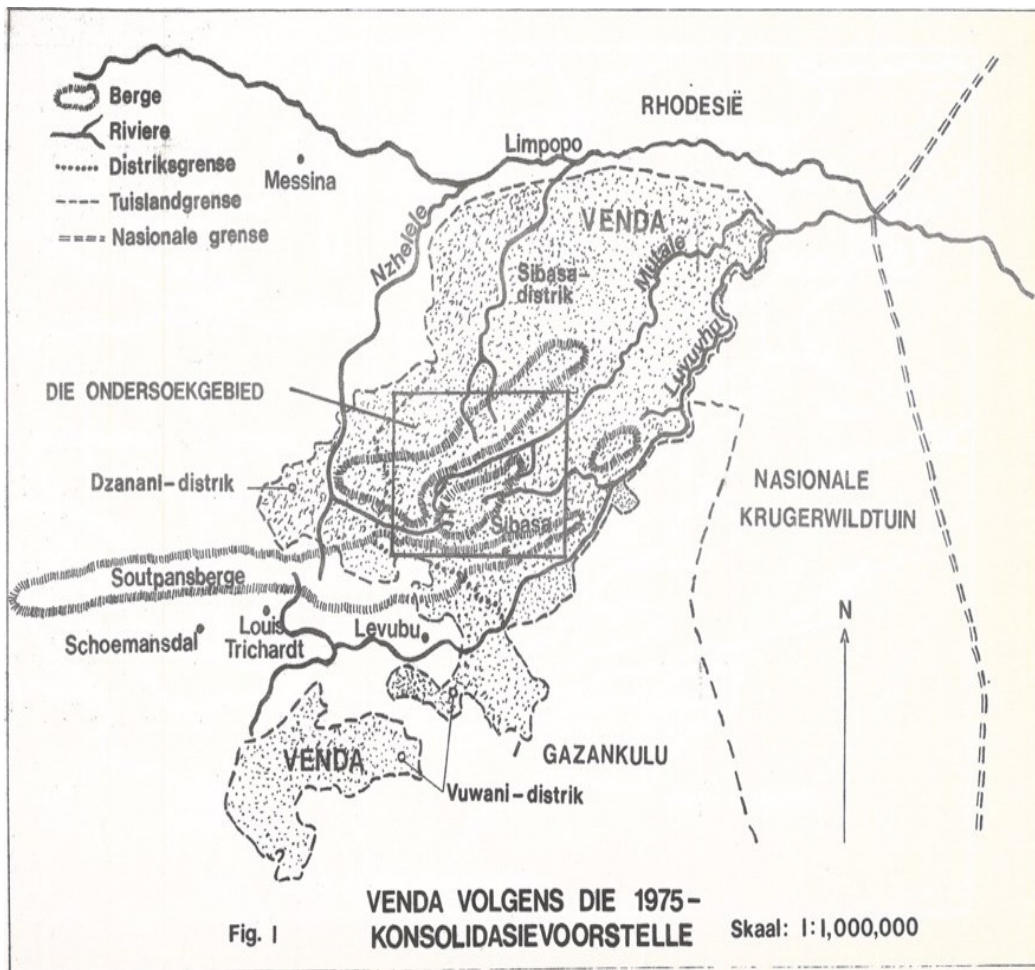 Berge
Riviere
Distriksgrense
Tuislandgrense
Nasionale grense
RHODESIË
Limpopo
Messina
Nzhelele
VENDA
Mutale
Sibasa-
distrik
Luvuvhu
DIE ONDERSOEKGEBIED
Dzanani-distrik
NASIONALE
KRUGERWILDTUIN
Sibasa
Soutpansberge
N
Schoemansdal
Louis
Trichardt
Levubu
VENDA
GAZANKULU
Vuwani-distrik
VENDA VOLGENS DIE 1975-
KONSOLIDASIEVOORSTELLE
Fig. 1
Skaal: 1:1,000,000